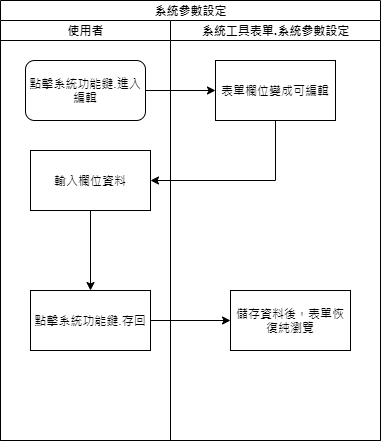 系統參數設定
使用者
系統工具表單.系統參數設定
點擊系統功能鍵.進入
編輯
表單欄位變成可編輯
輸入欄位資料
點擊系統功能鍵.存回
儲存資料後，表單恢
復純瀏覽